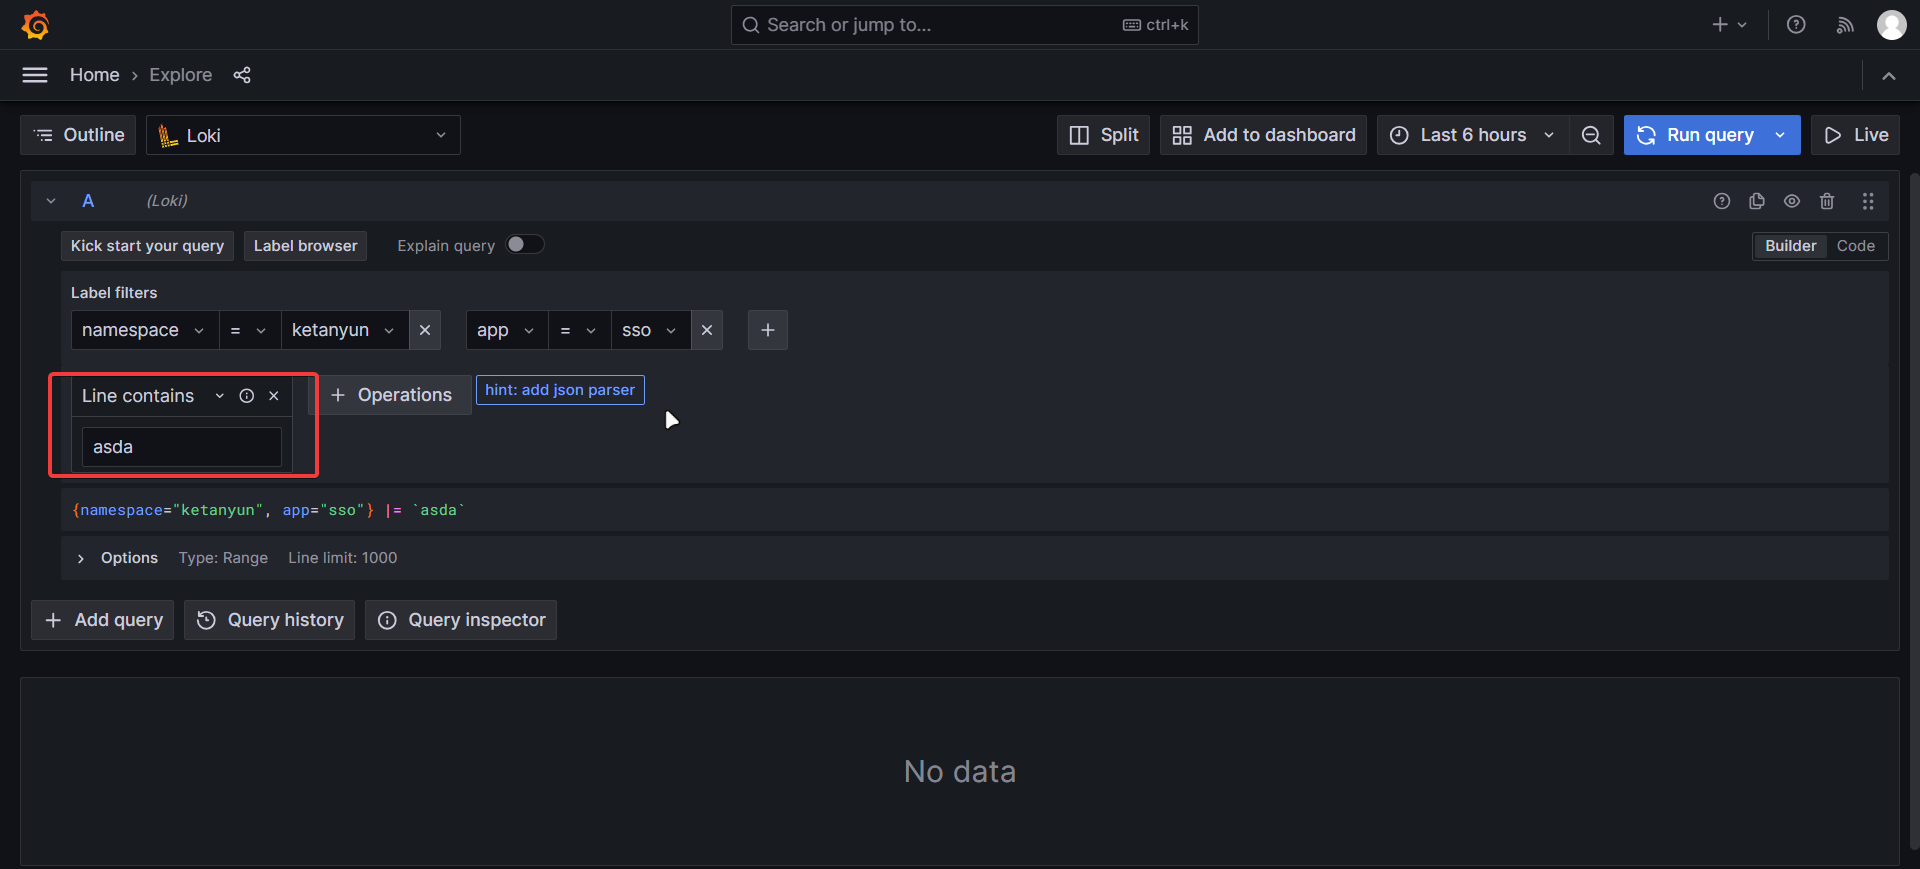 Search or jump to... ctrl+k
Home › Explore
Outline Loki Split Add to dashboard Last 6 hours Run query Live
A (Loki)
Kick start your query Label browser Explain query Builder Code
Label filters
namespace = ketanyun app = sso
Line contains Operations hint: add json parser
asda
{namespace="ketanyun", app="sso"} |= `asda`
Options Type: Range Line limit: 1000
Add query Query history Query inspector
No data